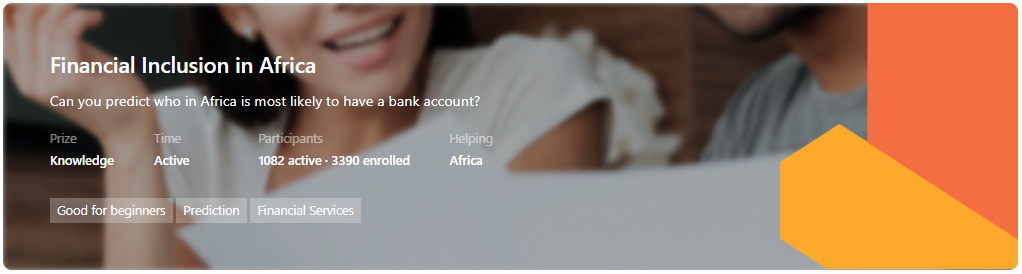 Financial Inclusion in Africa
Can you predict who in Africa is most likely to have a bank account?
Prize Time Participants Helping
Knowledge Active 1082 active · 3390 enrolled Africa
Good for beginners Prediction Financial Services